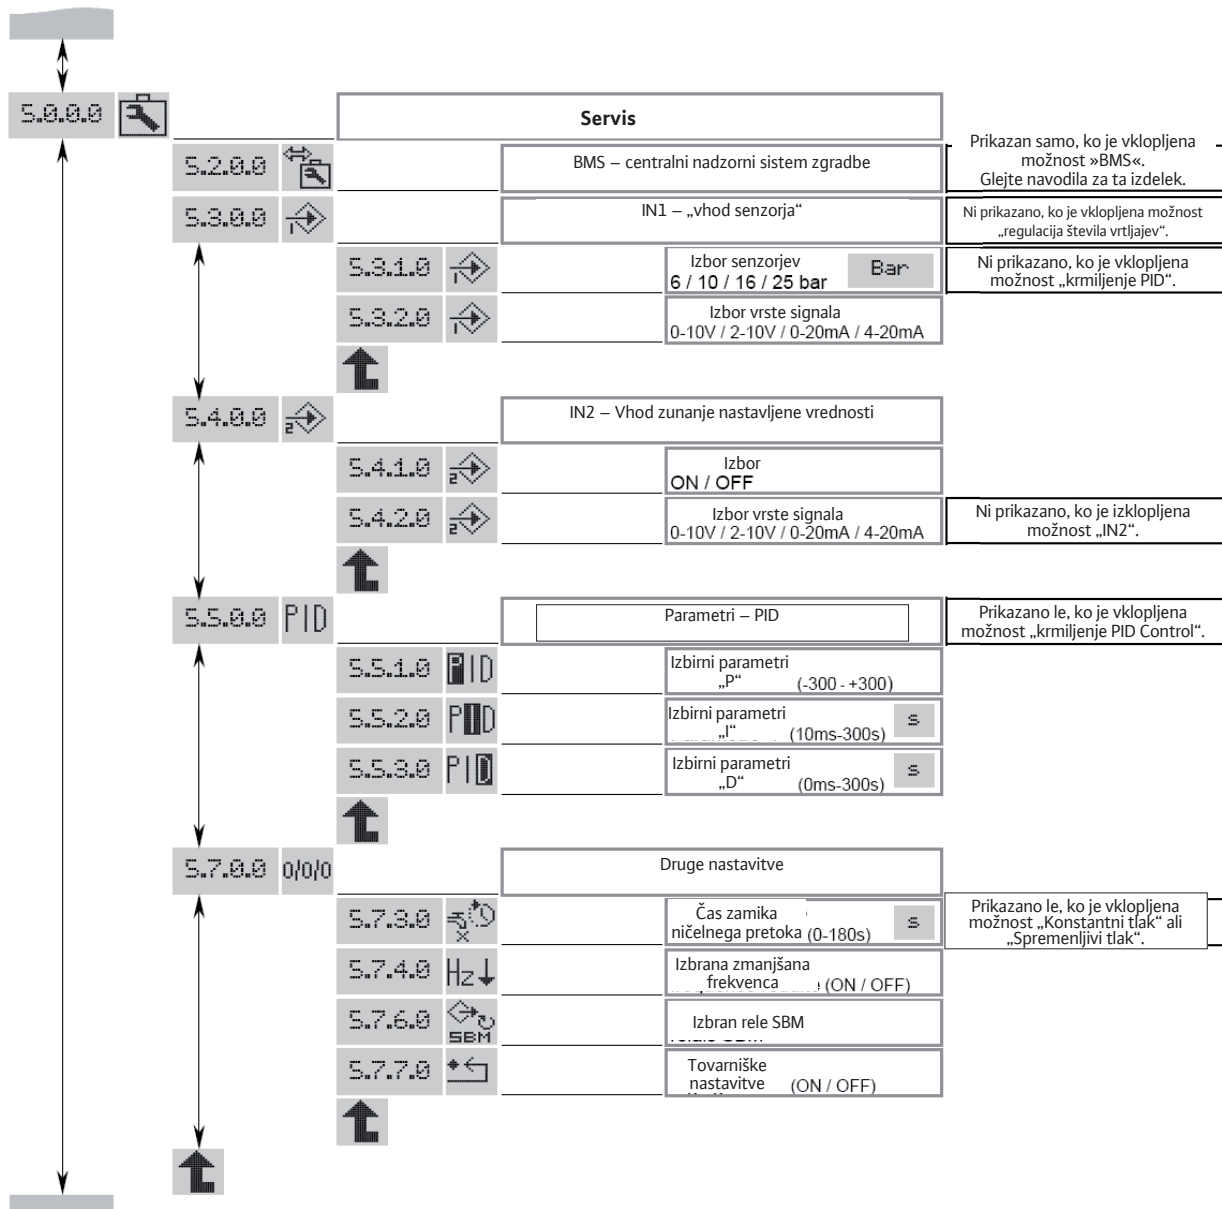 5.0.0.0
Servis
5.2.0.0
BMS – centralni nadzorni sistem zgradbe
Prikazan samo, ko je vklopljena
možnost »BMS«.
Glejte navodila za ta izdelek.
5.3.0.0
1
IN1 – „vhod senzorja“
Ni prikazano, ko je vklopljena možnost
„regulacija števila vrtljajev“.
5.3.1.0
1
Izbor senzorjev
6 / 10 / 16 / 25 bar
Bar
Ni prikazano, ko je vklopljena
možnost „krmiljenje PID“.
5.3.2.0
1
Izbor vrste signala
0-10V / 2-10V / 0-20mA / 4-20mA
5.4.0.0
2
IN2 – Vhod zunanje nastavljene vrednosti
5.4.1.0
2
Izbor
ON / OFF
5.4.2.0
2
Izbor vrste signala
0-10V / 2-10V / 0-20mA / 4-20mA
Ni prikazano, ko je izklopljena
možnost „IN2“.
5.5.0.0 PID
Parametri – PID
Prikazano le, ko je vklopljena
možnost „krmiljenje PID Control“.
5.5.1.0 PID
Izbirni parametri
„P“ (-300 - +300)
5.5.2.0 PID
Izbirni parametri
„I“ (10ms-300s)
s
5.5.3.0 PID
Izbirni parametri
„D“ (0ms-300s)
s
5.7.0.0 0/0/0
Druge nastavitve
5.7.3.0
x
Čas zamika
ničelnega pretoka (0-180s)
s
Prikazano le, ko je vklopljena
možnost „Konstantni tlak“ ali
„Spremenljivi tlak“.
5.7.4.0 Hz
Izbrana zmanjšana
frekvenca (ON / OFF)
5.7.6.0
SBM
Izbran rele SBM
5.7.7.0
Tovarniške
nastavitve (ON / OFF)